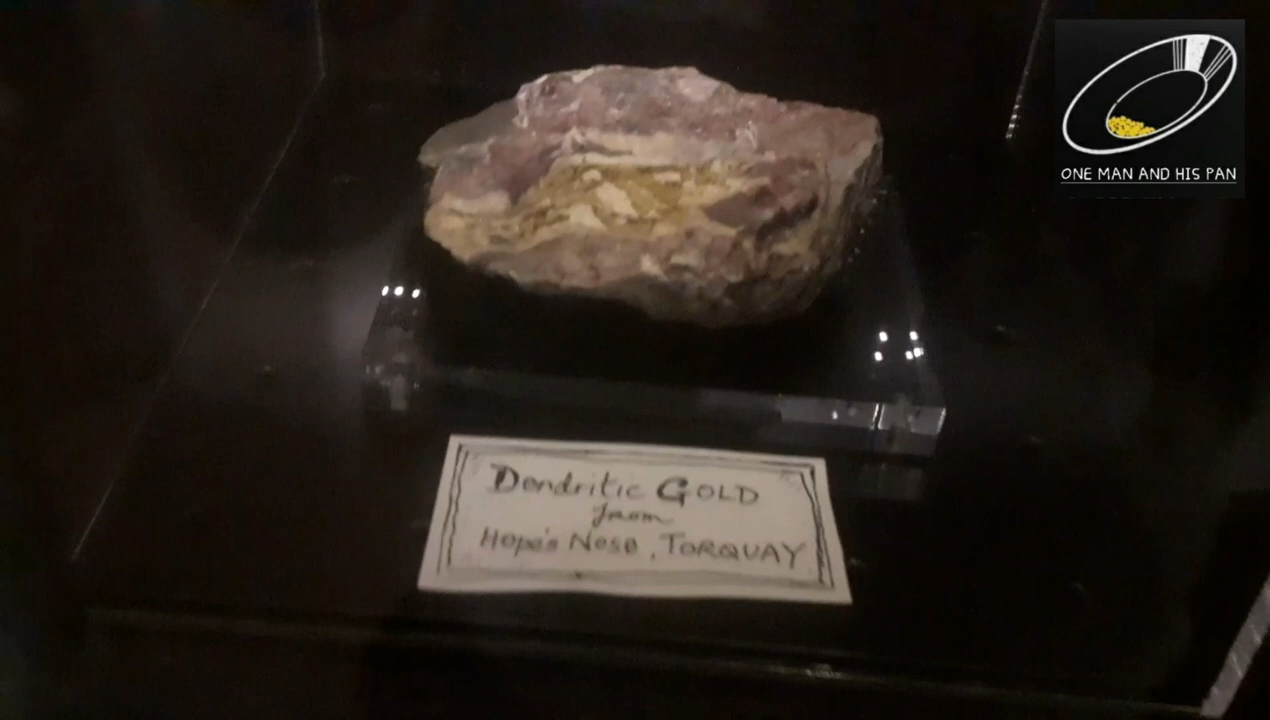 ONE MAN AND HIS PAN
Dendritic GOLD
from
Hope's Nose, TORQUAY